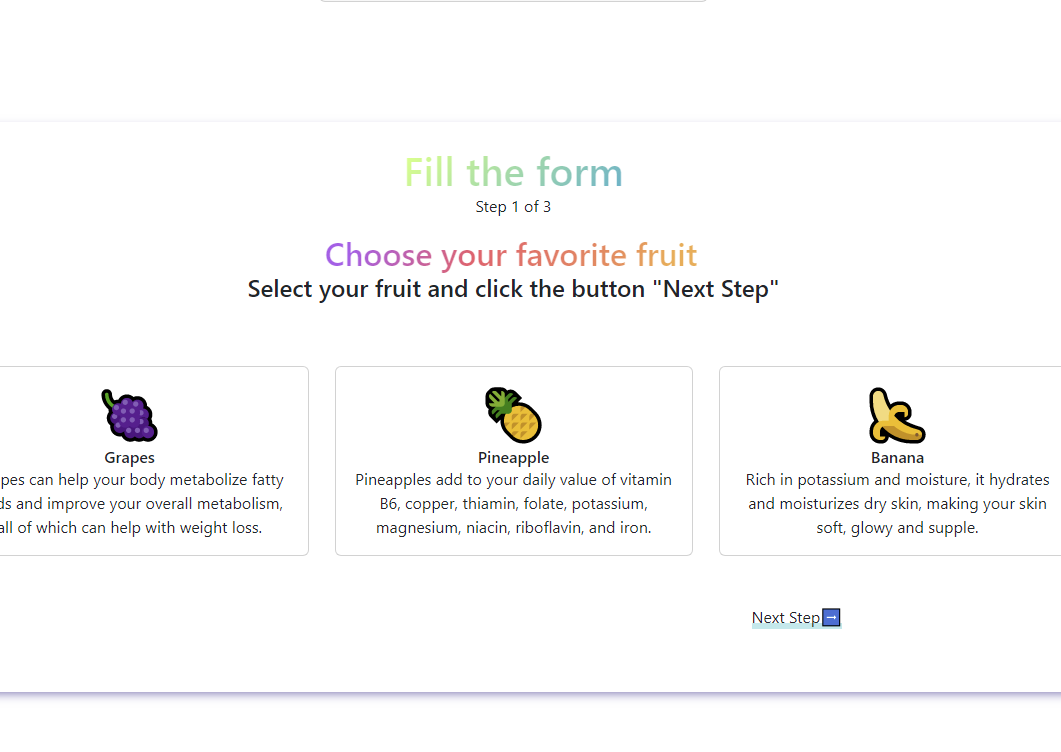 Fill the form
Step 1 of 3
Choose your favorite fruit
Select your fruit and click the button "Next Step"
Grapes
pes can help your body metabolize fatty
ds and improve your overall metabolism,
all of which can help with weight loss.
Pineapple
Pineapples add to your daily value of vitamin
B6, copper, thiamin, folate, potassium,
magnesium, niacin, riboflavin, and iron.
Banana
Rich in potassium and moisture, it hydrates
and moisturizes dry skin, making your skin
soft, glowy and supple.
Next Step➡